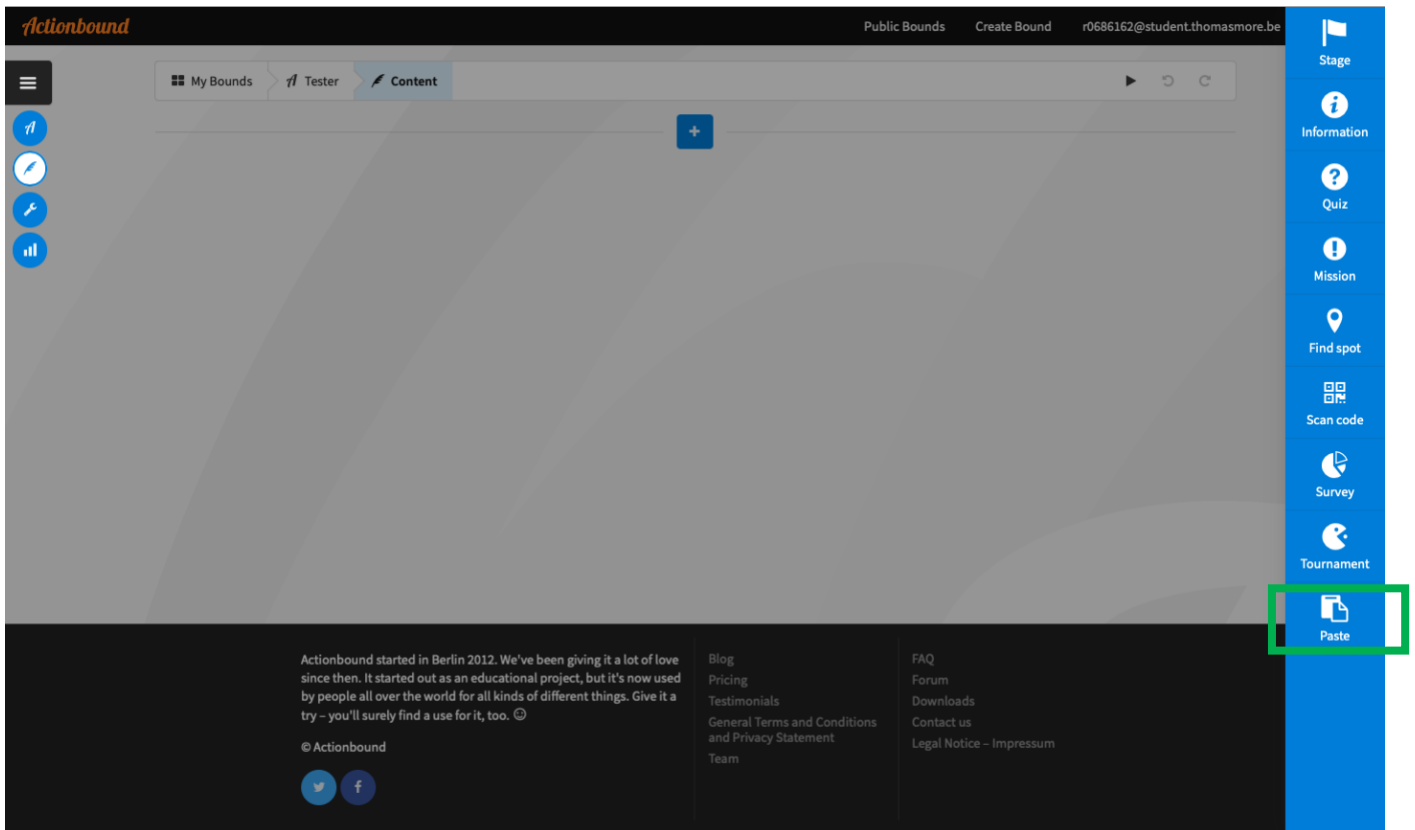 Actionbound
Public Bounds
Create Bound
r0686162@student.thomasmore.be
My Bounds
Tester
Content
Stage
Information
Quiz
Mission
Find spot
Scan code
Survey
Tournament
Paste
Actionbound started in Berlin 2012. We've been giving it a lot of love
since then. It started out as an educational project, but it's now used
by people all over the world for all kinds of different things. Give it a
try – you'll surely find a use for it, too.
© Actionbound
Blog
Pricing
Testimonials
General Terms and Conditions
and Privacy Statement
Team
FAQ
Forum
Downloads
Contact us
Legal Notice – Impressum